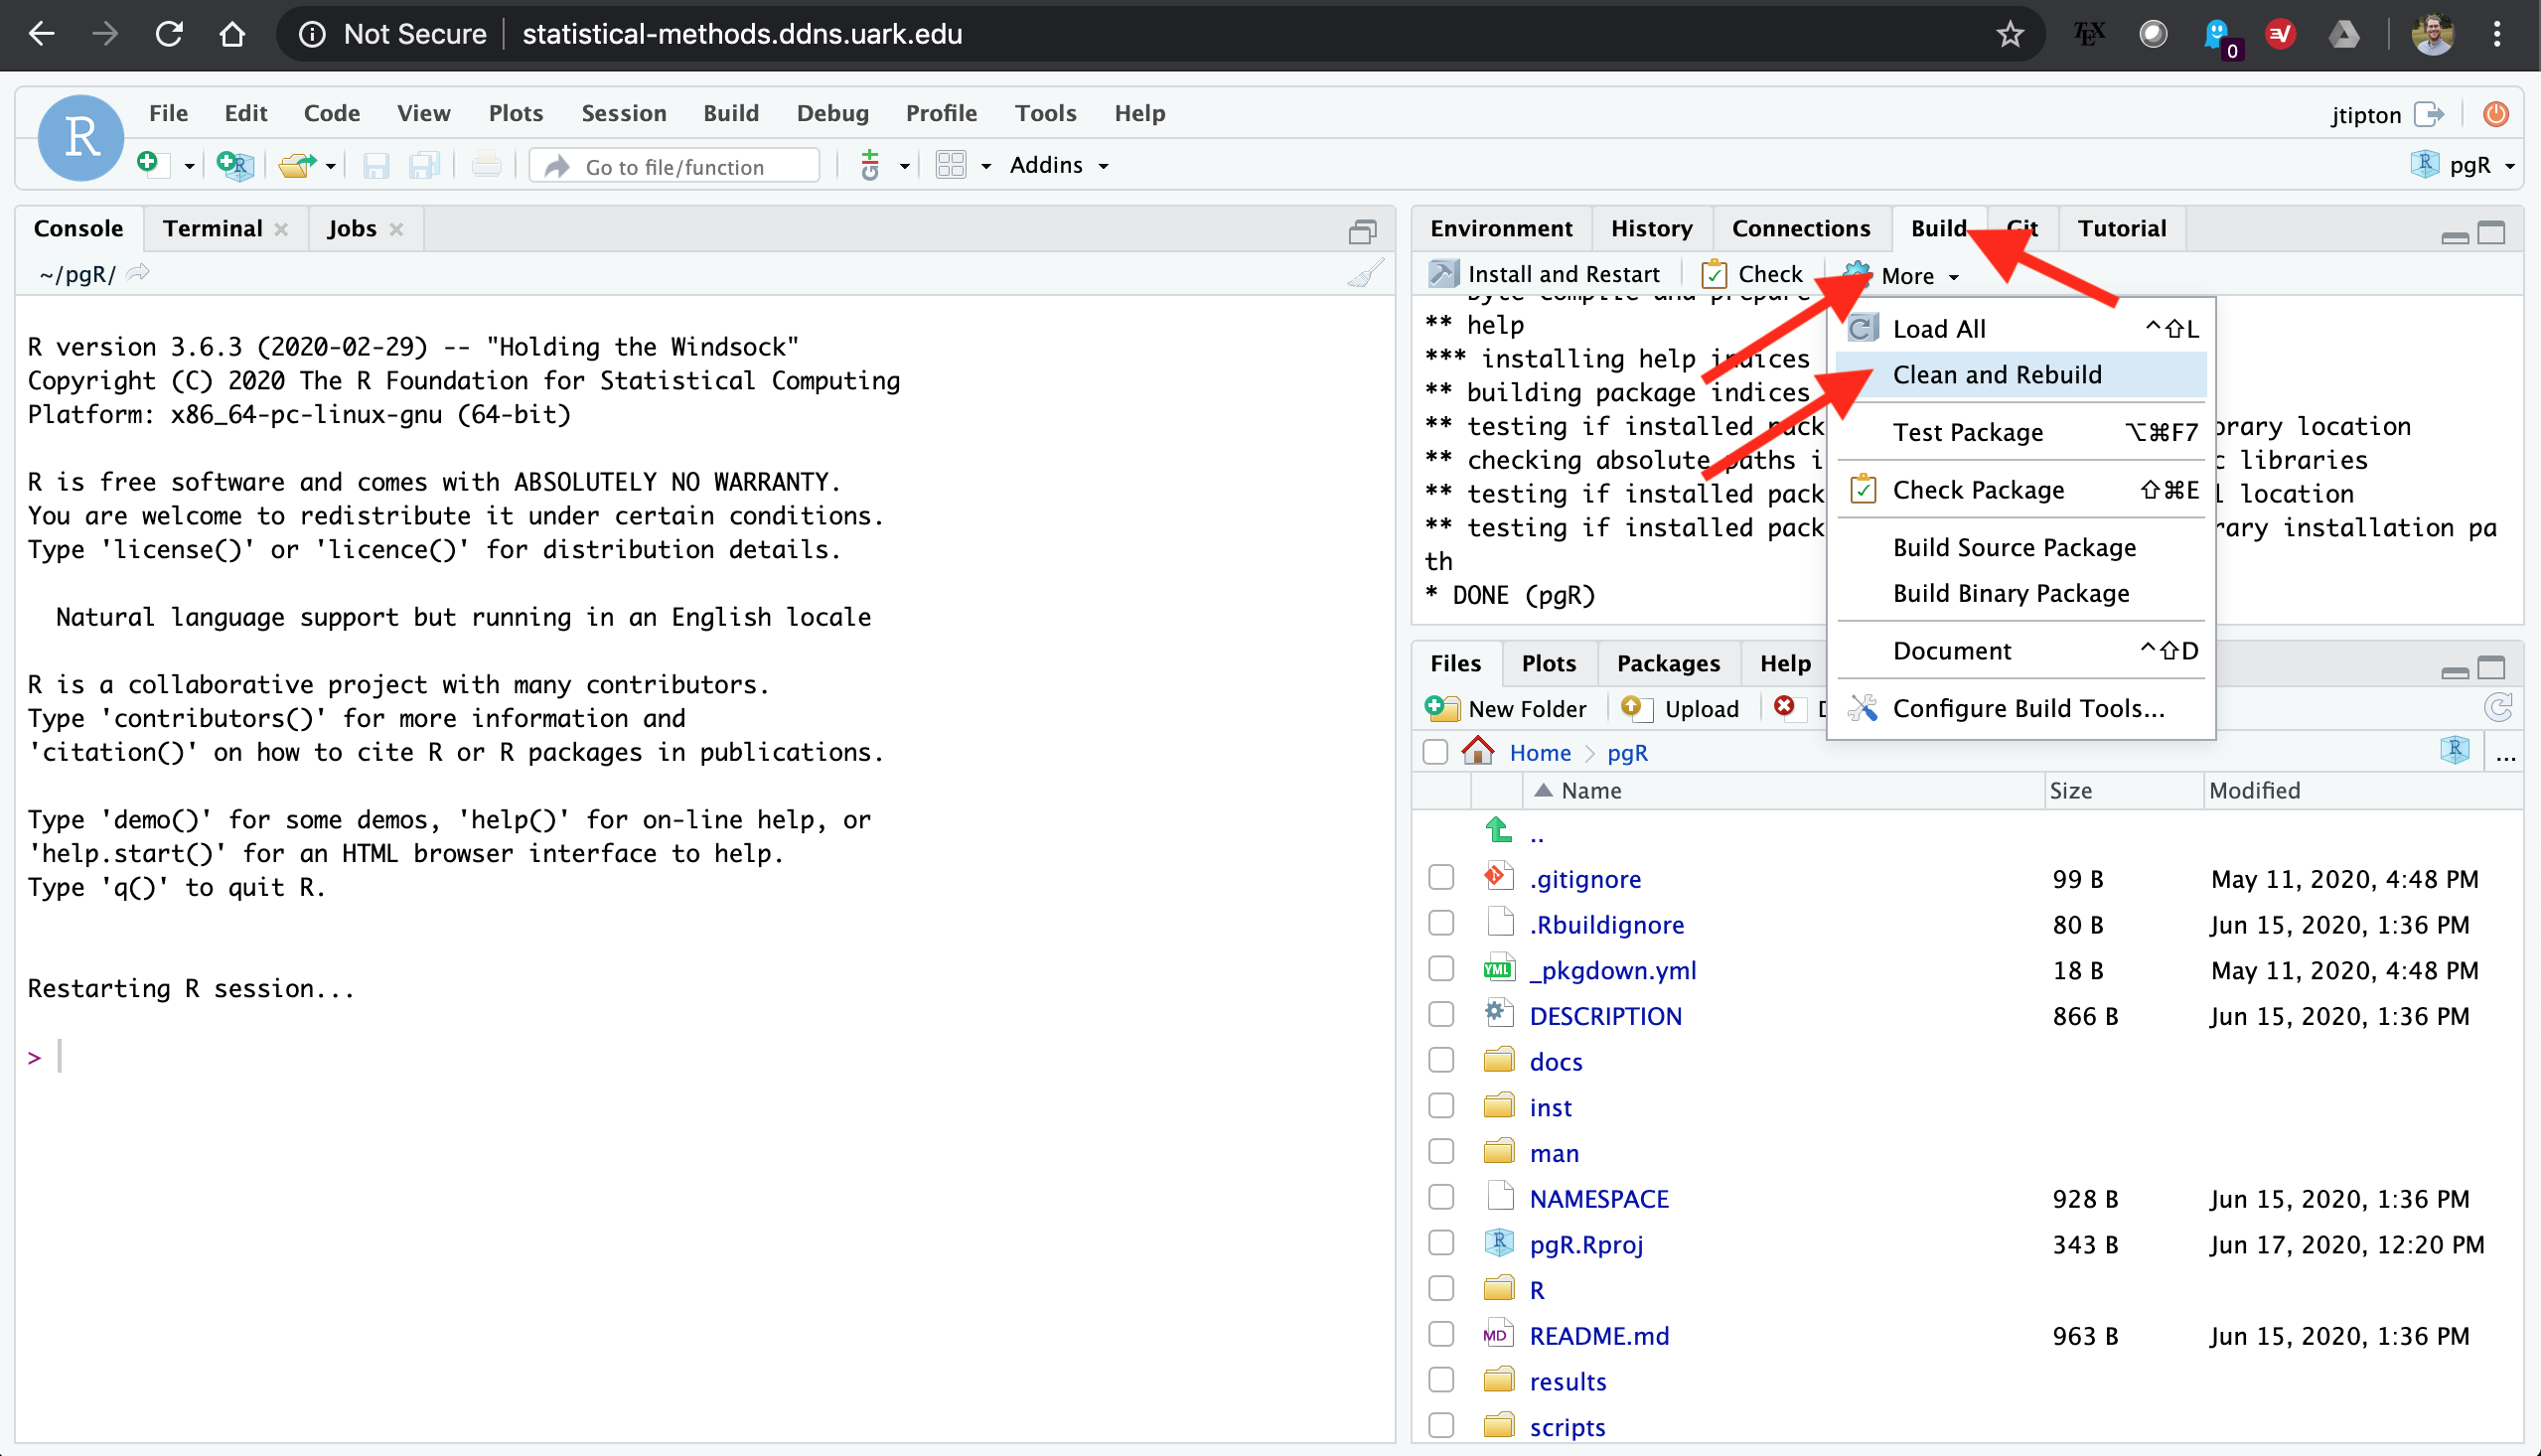 Not Secure statistical-methods.ddns.uark.edu
TEX
0
R File Edit Code View Plots Session Build Debug Profile Tools Help jtipton
Go to file/function Addins pgR
Console Terminal Jobs
~/pgR/
R version 3.6.3 (2020-02-29) -- "Holding the Windsock"
Copyright (C) 2020 The R Foundation for Statistical Computing
Platform: x86_64-pc-linux-gnu (64-bit)
R is free software and comes with ABSOLUTELY NO WARRANTY.
You are welcome to redistribute it under certain conditions.
Type 'license()' or 'licence()' for distribution details.
Natural language support but running in an English locale
R is a collaborative project with many contributors.
Type 'contributors()' for more information and
'citation()' on how to cite R or R packages in publications.
Type 'demo()' for some demos, 'help()' for on-line help, or
'help.start()' for an HTML browser interface to help.
Type 'q()' to quit R.
Restarting R session...
>
Environment History Connections Build Git Tutorial
Install and Restart Check More
byte-compile and prepare
** help
*** installing help indices
** building package indices
** testing if installed pack orary location
** checking absolute paths i c libraries
** testing if installed pack l location
** testing if installed pack rary installation pa
th
* DONE (pgR)
Load All ^⇧L
Clean and Rebuild
Test Package ⌥⌘F7
Check Package ⇧⌘E
Build Source Package
Build Binary Package
Document ^⇧D
Configure Build Tools...
Files Plots Packages Help
New Folder Upload
Home pgR ...
Name Size Modified
..
.gitignore 99 B May 11, 2020, 4:48 PM
.Rbuildignore 80 B Jun 15, 2020, 1:36 PM
YML _pkgdown.yml 18 B May 11, 2020, 4:48 PM
DESCRIPTION 866 B Jun 15, 2020, 1:36 PM
docs
inst
man
NAMESPACE 928 B Jun 15, 2020, 1:36 PM
pgR.Rproj 343 B Jun 17, 2020, 12:20 PM
R
MD README.md 963 B Jun 15, 2020, 1:36 PM
results
scripts